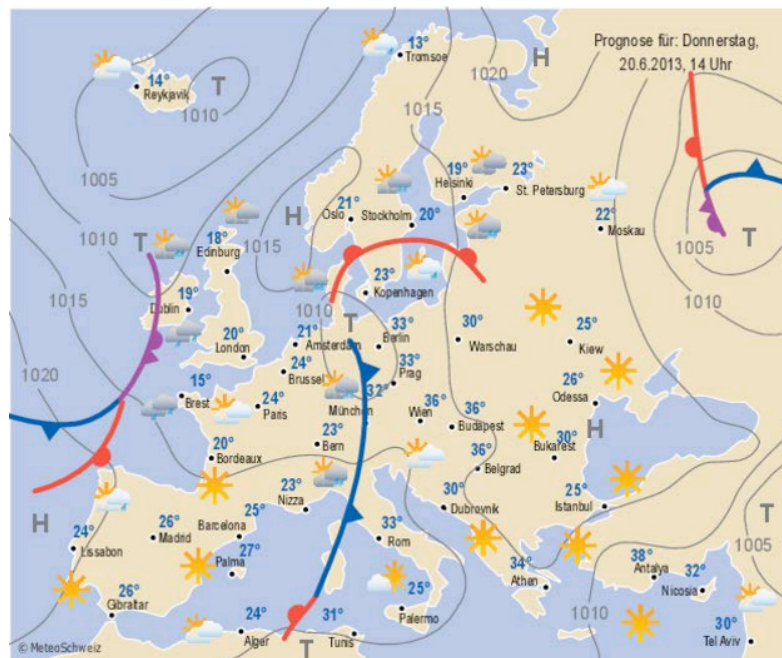 Prognose für: Donnerstag,
20.6.2013, 14 Uhr
13°
Tromsoe
H
1020
14°
Reykjavik
T
1010
1015
1005
19°
Helsinki
23°
St. Petersburg
21°
Oslo
Stockholm
20°
H
1015
22°
Moskau
1005
T
1010
18°
Edinburg
T
1010
19°
Dublin
1015
23°
Kopenhagen
1010
T
20°
London
21°
Amsterdam
33°
Berlin
30°
Warschau
25°
Kiew
1020
24°
Brussel
33°
Prag
15°
Brest
24°
Paris
32°
München
36°
Wien
36°
Budapest
26°
Odessa
23°
Bern
20°
Bordeaux
36°
Belgrad
30°
Bukarest
H
23°
Nizza
30°
Dubrovnik
25°
Istanbul
H
24°
Lissabon
26°
Madrid
25°
Barcelona
27°
Palma
33°
Rom
T
1005
34°
Athen
38°
Antalya
32°
Nicosia
26°
Gibraltar
25°
Palermo
1010
24°
Alger
31°
Tunis
T
30°
Tel Aviv
© MeteoSchweiz